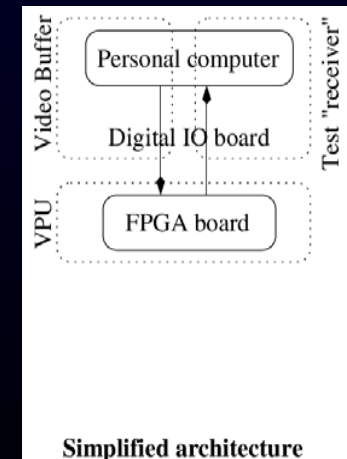 Video Buffer
Personal computer
Test "receiver"
Digital IO board
VPU
FPGA board
Simplified architecture